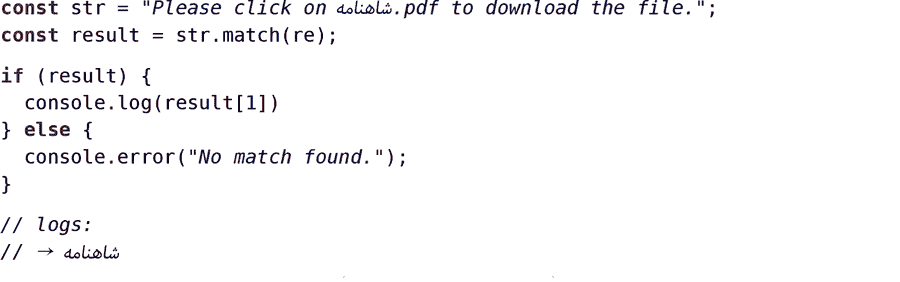 const str = "Please click on شاهنامه.pdf to download the file.";
const result = str.match(re);
if (result) {
console.log(result[1])
} else {
console.error("No match found.");
}
// logs:
// → شاهنامه